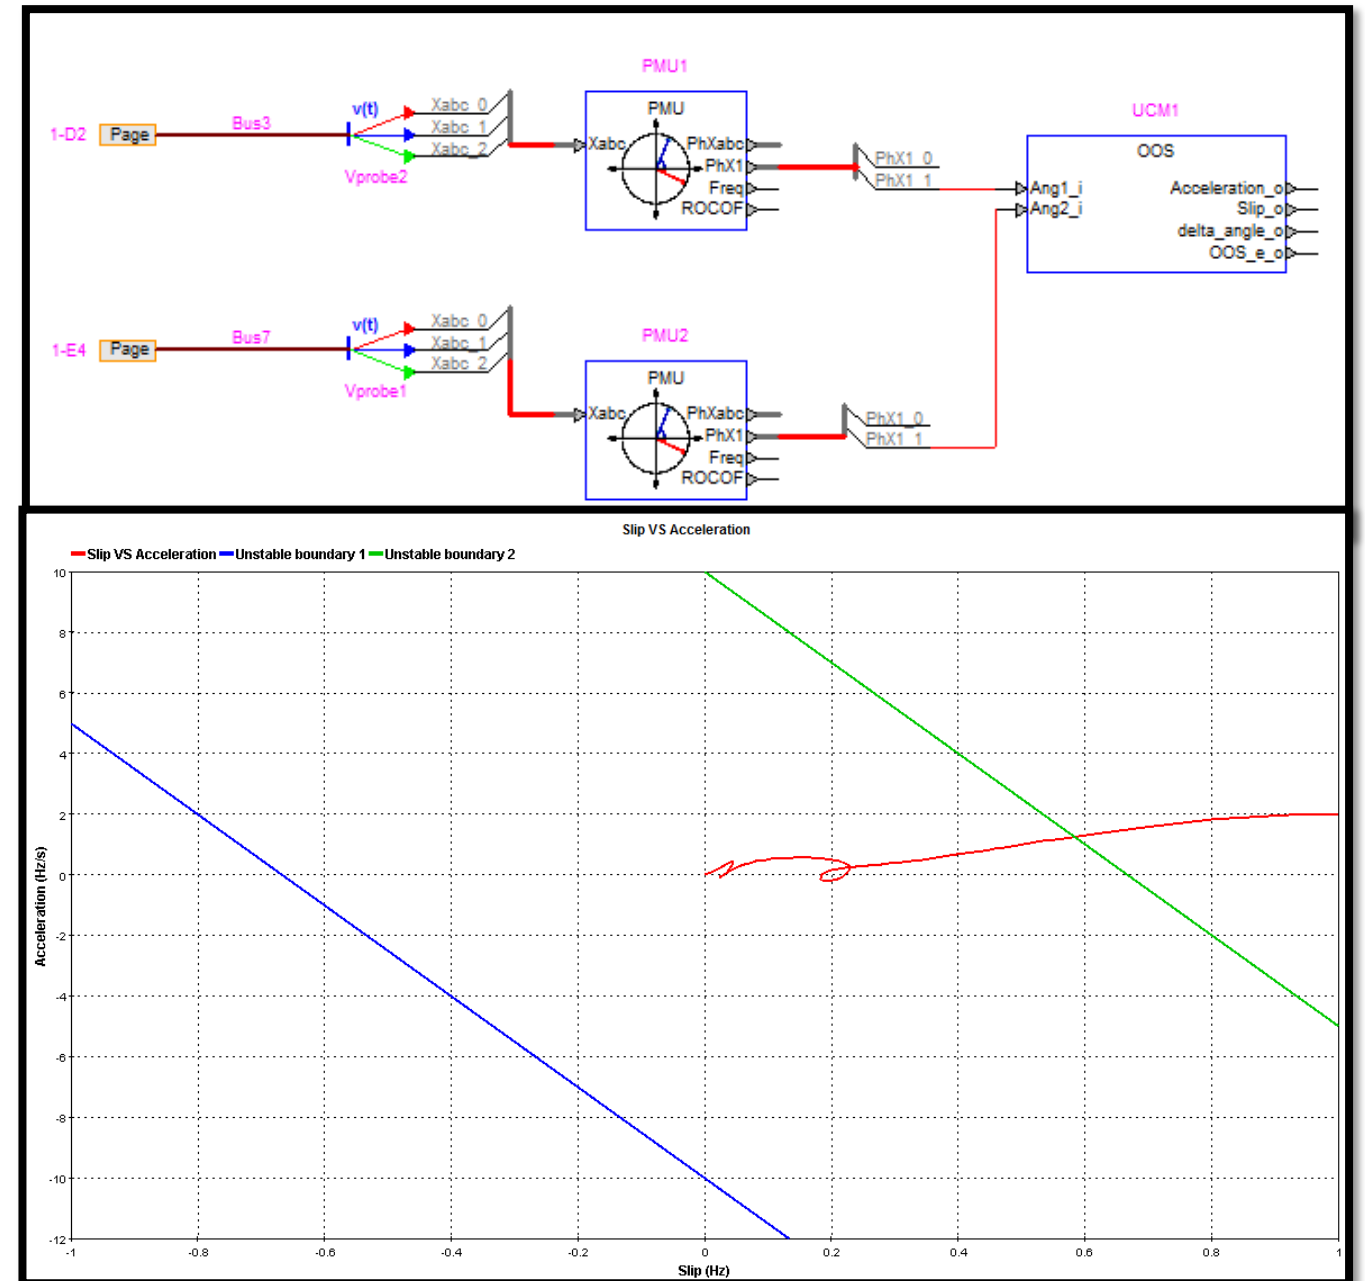 PMU1
UCM1
1-D2 Page Bus3 v(t) Xabc_0
Xabc_1
Xabc_2
Vprobe2
PMU
Xabc PhXabc
PhX1
Freq
ROCOF
PhX1_0
PhX1_1
OOS
Ang1_i Acceleration_o
Ang2_i Slip_o
delta_angle_o
OOS_e_o
1-E4 Page Bus7 v(t) Xabc_0
Xabc_1
Xabc_2
Vprobe1
PMU2
PMU
Xabc PhXabc
PhX1
Freq
ROCOF
PhX1_0
PhX1_1
Slip VS Acceleration
Slip VS Acceleration Unstable boundary 1 Unstable boundary 2
10
8
6
4
2
0
-2
-4
-6
-8
-10
-12
Acceleration (Hz/s)
-1 -0.8 -0.6 -0.4 -0.2 0 0.2 0.4 0.6 0.8 1
Slip (Hz)